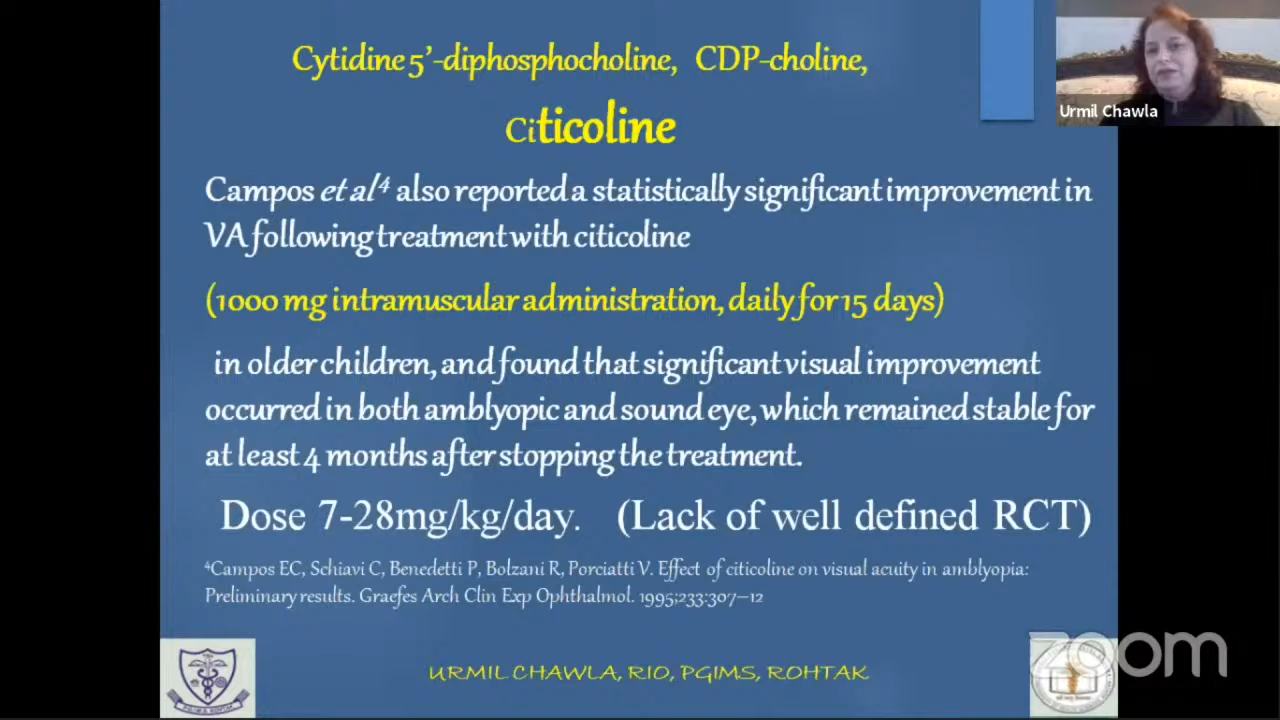 Cytidine 5’-diphosphocholine, CDP-choline,
Urmil Chawla
Citicoline
Campos et al⁴ also reported a statistically significant improvement in
VA following treatment with citicoline
(1000 mg intramuscular administration, daily for 15 days)
in older children, and found that significant visual improvement
occurred in both amblyopic and sound eye, which remained stable for
at least 4 months after stopping the treatment.
Dose 7-28mg/kg/day. (Lack of well defined RCT)
⁴Campos EC, Schiavi C, Benedetti P, Bolzani R, Porciatti V. Effect of citicoline on visual acuity in amblyopia:
Preliminary results. Graefes Arch Clin Exp Ophthalmol. 1995;233:307–12
URMIL CHAWLA, RIO, PGIMS, ROHTAK
zoom